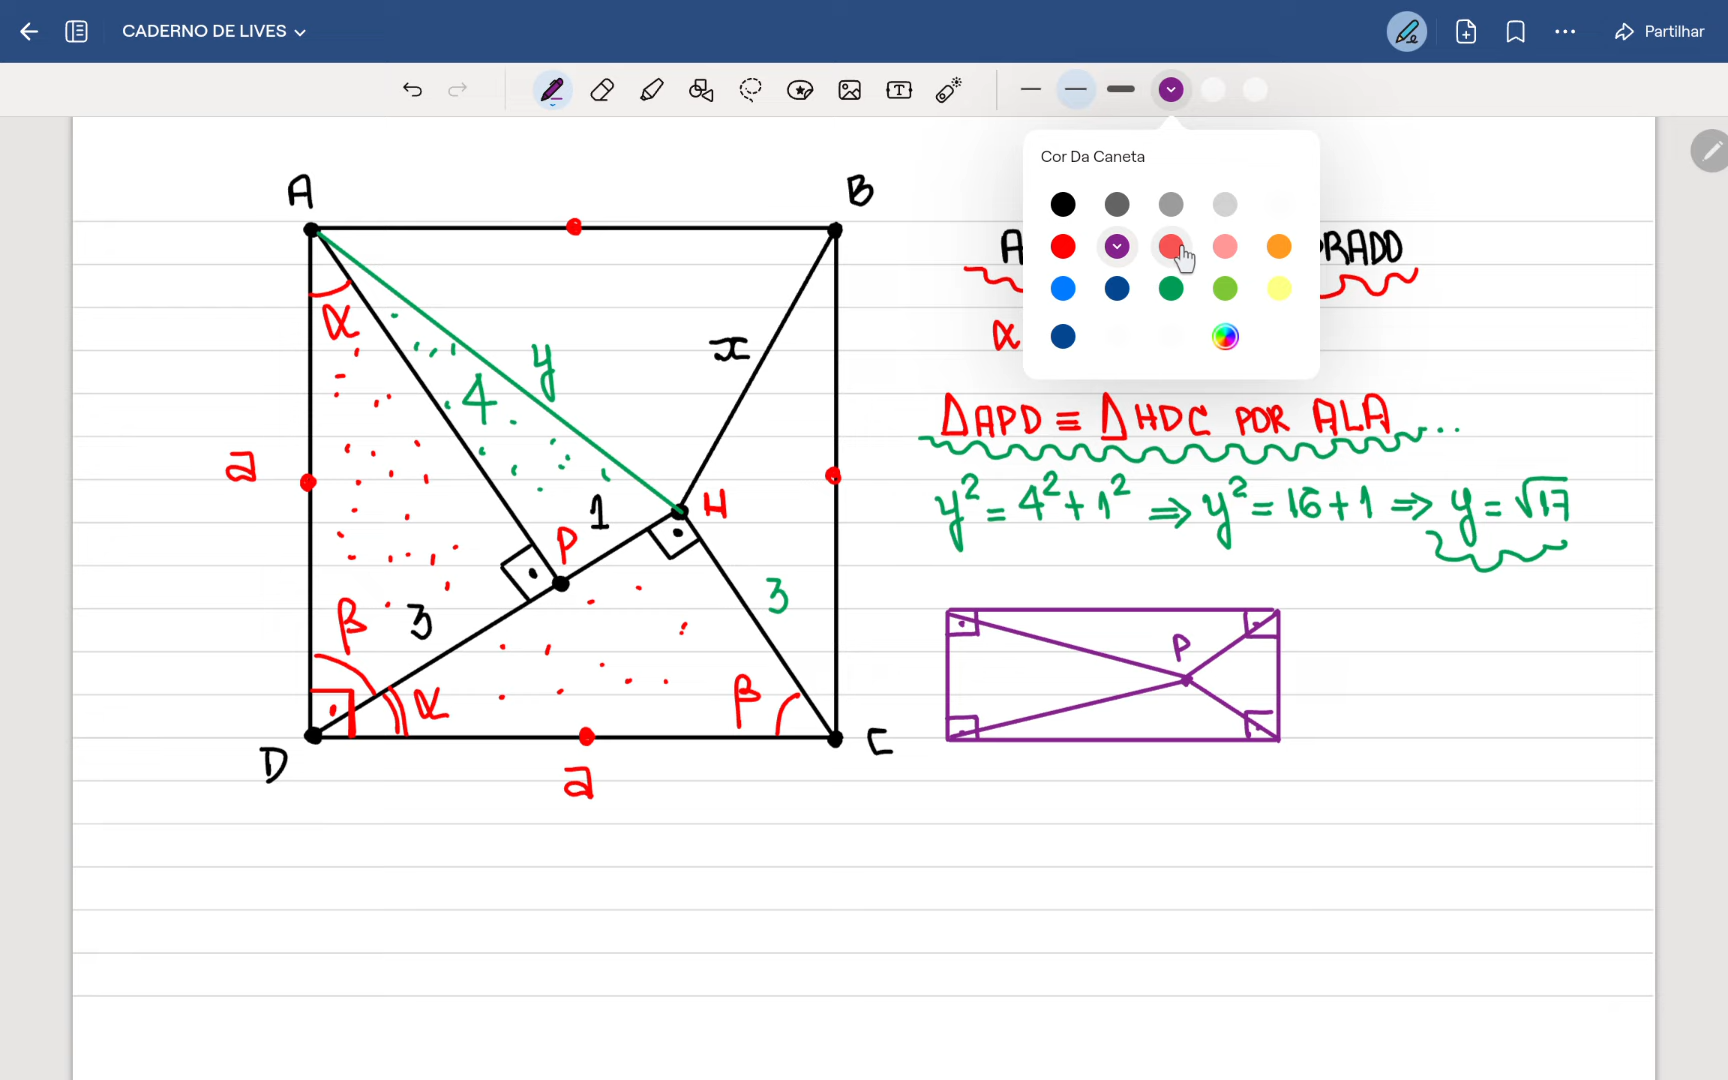 CADERNO DE LIVES
Partilhar
Cor Da Caneta
A B
A RADO
α
α
x
y
4
ΔAPD ≡ ΔHDC POR ALA...
a
y² = 4² + 1² ⇒ y² = 16 + 1 ⇒ y = √17
1 H
P
3
β 3
P
α β
D C
a